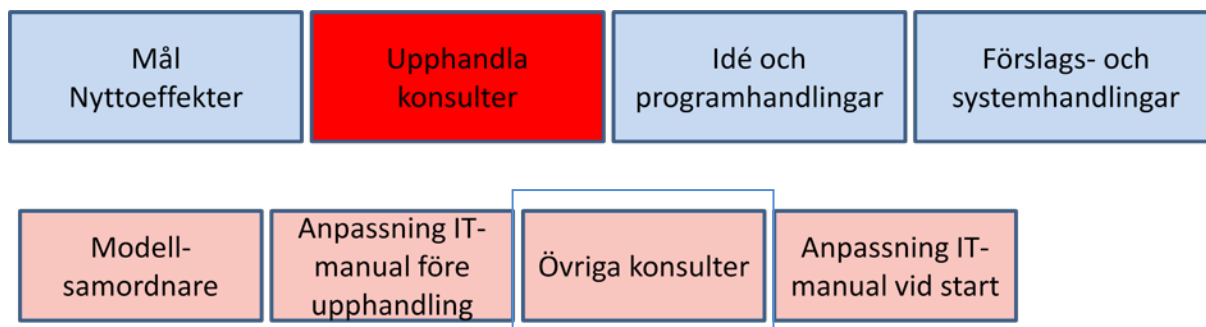 Mål
Nyttoeffekter
Upphandla
konsulter
Idé och
programhandlingar
Förslags- och
systemhandlingar
Modell-
samordnare
Anpassning IT-
manual före
upphandling
Övriga konsulter
Anpassning IT-
manual vid start